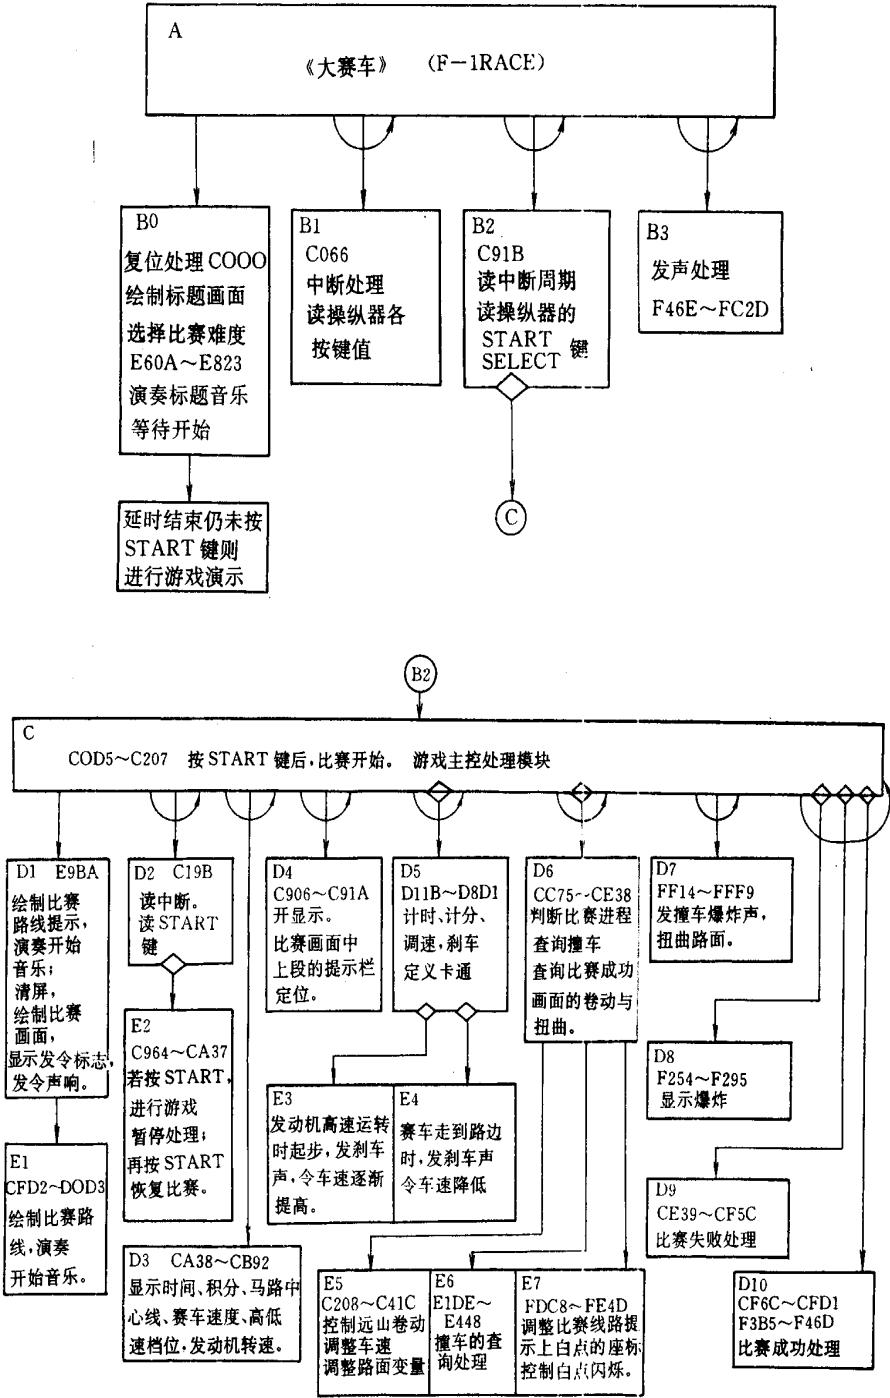 A
《大赛车》 (F－1RACE)
B0
复位处理 COOO
绘制标题画面
选择比赛难度
E60A～E823
演奏标题音乐
等待开始
B1
C066
中断处理
读操纵器各
按键值
B2
C91B
读中断周期
读操纵器的
START 键
SELECT
B3
发声处理
F46E～FC2D
延时结束仍未按
START 键则
进行游戏演示
C
B2
C
COD5～C207 按 START 键后，比赛开始。 游戏主控处理模块
D1 E9BA
绘制比赛
路线提示，
演奏开始
音乐；
清屏，
绘制比赛
画面，
显示发令标志，
发令声响。
D2 C19B
读中断。
读 START
键
D4
C906～C91A
开显示。
比赛画面中
上段的提示栏
定位。
D5
D11B～D8D1
计时、计分、
调速，刹车
定义卡通
D6
CC75～CE38
判断比赛进程
查询撞车
查询比赛成功
画面的卷动与
扭曲。
D7
FF14～FFF9
发撞车爆炸声，
扭曲路面。
E2
C964～CA37
若按 START，
进行游戏
暂停处理；
再按 START
恢复比赛。
D8
F254～F295
显示爆炸
E3
发动机高速运转
时起步，发刹车
声，令车速逐渐
提高。
E4
赛车走到路边
时，发刹车声
令车速降低
E1
CFD2～DOD3
绘制比赛路
线，演奏
开始音乐。
D9
CE39～CF5C
比赛失败处理
D3 CA38～CB92
显示时间、积分、马路中
心线、赛车速度、高低
速档位，发动机转速。
E5
C208～C41C
控制远山卷动
调整车速
调整路面变量
E6
E1DE～
E448
撞车的查
询处理
E7
FDC8～FE4D
调整比赛线路提
示上白点的座标
控制白点闪烁。
D10
CF6C～CFD1
F3B5～F46D
比赛成功处理